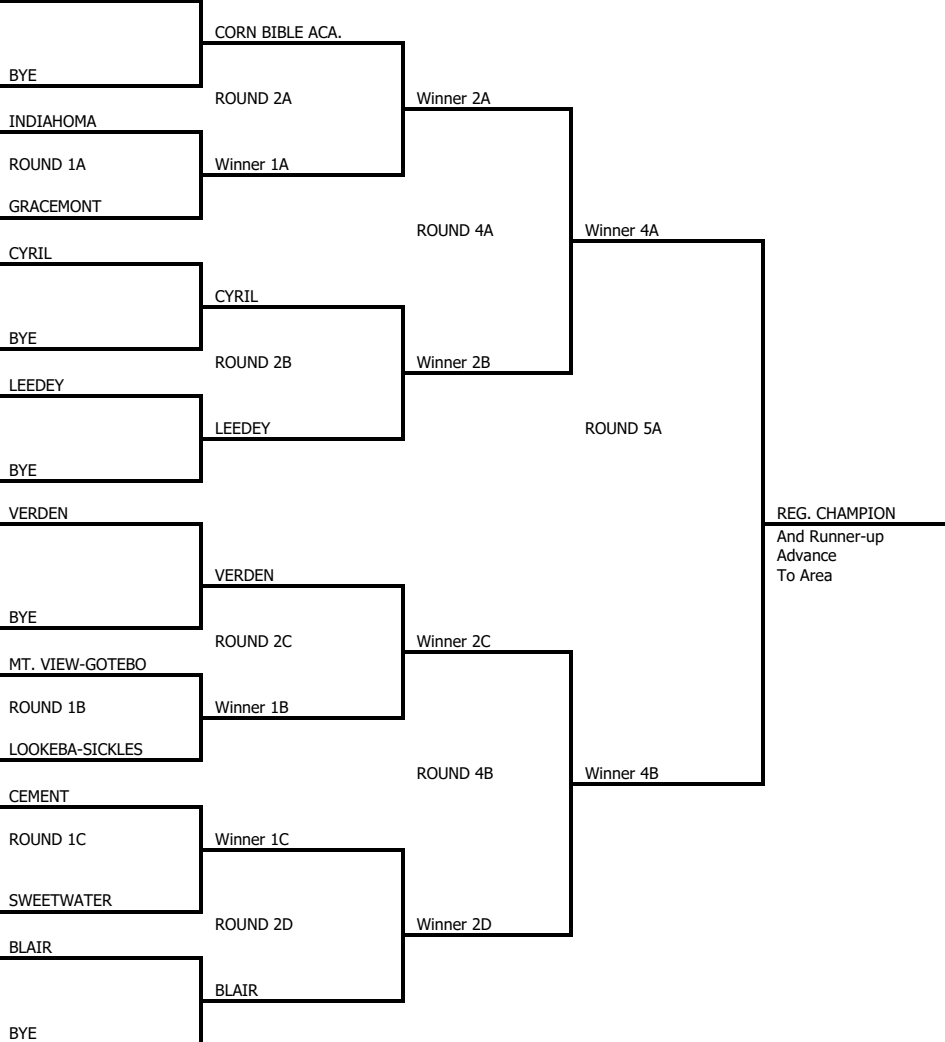 CORN BIBLE ACA.
BYE
ROUND 2A
Winner 2A
INDIAHOMA
ROUND 1A
Winner 1A
GRACEMONT
ROUND 4A
Winner 4A
CYRIL
CYRIL
BYE
ROUND 2B
Winner 2B
LEEDEY
LEEDEY
ROUND 5A
BYE
VERDEN
REG. CHAMPION
And Runner-up
Advance
To Area
VERDEN
BYE
ROUND 2C
Winner 2C
MT. VIEW-GOTEBO
ROUND 1B
Winner 1B
LOOKEBA-SICKLES
ROUND 4B
Winner 4B
CEMENT
ROUND 1C
Winner 1C
SWEETWATER
ROUND 2D
Winner 2D
BLAIR
BLAIR
BYE